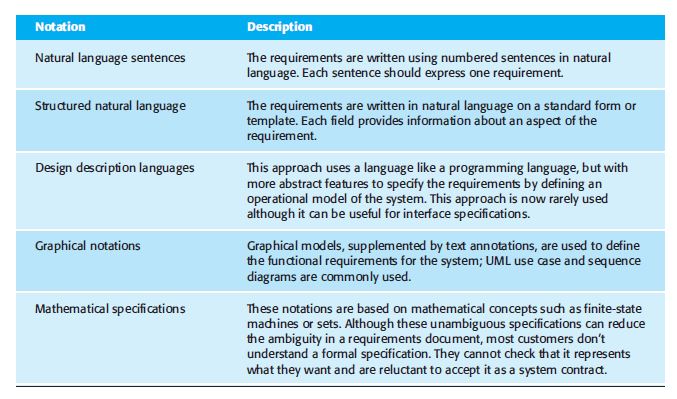 Notation Description
Natural language sentences The requirements are written using numbered sentences in natural
language. Each sentence should express one requirement.
Structured natural language The requirements are written in natural language on a standard form or
template. Each field provides information about an aspect of the
requirement.
Design description languages This approach uses a language like a programming language, but with
more abstract features to specify the requirements by defining an
operational model of the system. This approach is now rarely used
although it can be useful for interface specifications.
Graphical notations Graphical models, supplemented by text annotations, are used to define
the functional requirements for the system; UML use case and sequence
diagrams are commonly used.
Mathematical specifications These notations are based on mathematical concepts such as finite-state
machines or sets. Although these unambiguous specifications can reduce
the ambiguity in a requirements document, most customers don't
understand a formal specification. They cannot check that it represents
what they want and are reluctant to accept it as a system contract.